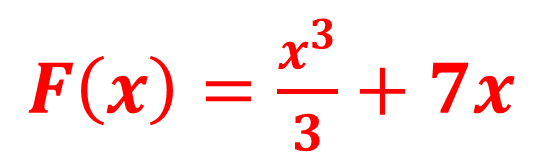 F(x) = x³/3 + 7x